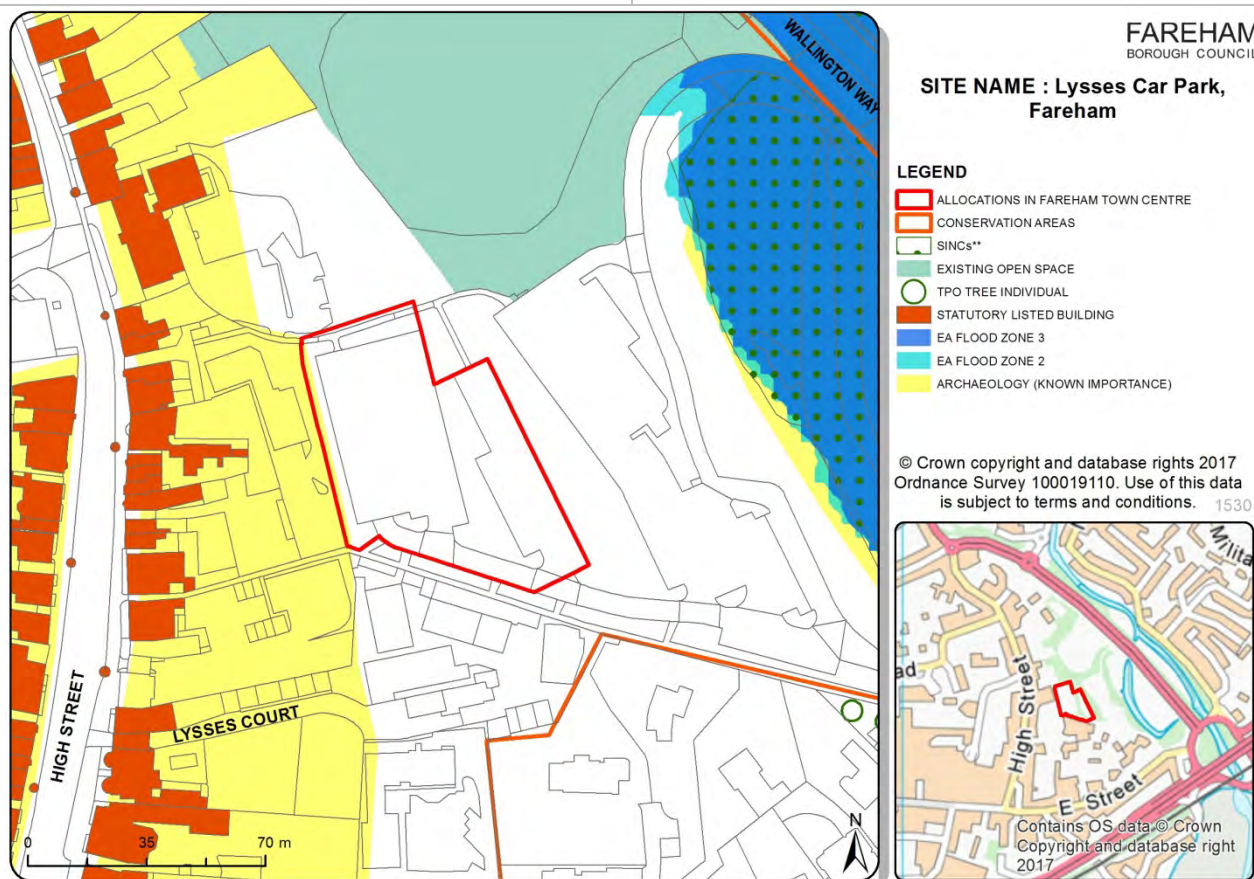 WALLINGTON WAY
HIGH STREET
LYSSES COURT
0 35 70 m
N
FAREHAM
BOROUGH COUNCIL
SITE NAME : Lysses Car Park,
Fareham
LEGEND
ALLOCATIONS IN FAREHAM TOWN CENTRE
CONSERVATION AREAS
SINCs**
EXISTING OPEN SPACE
TPO TREE INDIVIDUAL
STATUTORY LISTED BUILDING
EA FLOOD ZONE 3
EA FLOOD ZONE 2
ARCHAEOLOGY (KNOWN IMPORTANCE)
© Crown copyright and database rights 2017
Ordnance Survey 100019110. Use of this data
is subject to terms and conditions. 1530
Milita
ad
High Street
E Street
Contains OS data © Crown
Copyright and database right
2017